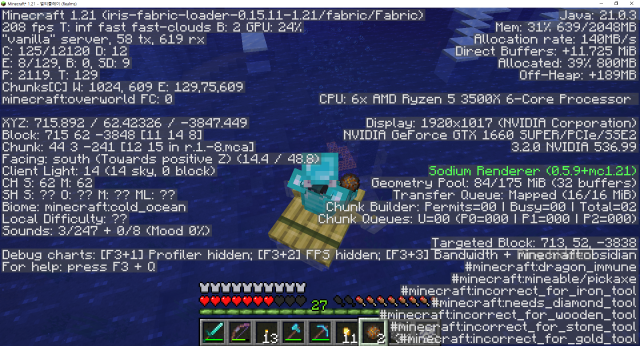 Minecraft 1.21 (iris-fabric-loader-0.15.11-1.21/fabric/Fabric)
208 fps T: inf fast fast-clouds B: 2 GPU: 24%
"vanilla" server, 58 tx, 619 rx
C: 125/12120 D: 12
E: 8/129, B: 0, SD: 9
P: 2119. T: 129
Chunks[C] W: 1024, 609 E: 129,75,609
minecraft:overworld FC: 0
XYZ: 715.892 / 62.42326 / -3847.449
Block: 715 62 -3848 [11 14 8]
Chunk: 44 3 -241 [12 15 in r.1.-8.mca]
Facing: south (Towards positive Z) (14.4 / 48.8)
Client Light: 14 (14 sky, 0 block)
CH S: 62 M: 62
SH S: ?? O: ?? M: ?? ML: ??
Biome: minecraft:cold_ocean
Local Difficulty: ??
Sounds: 3/247 + 0/8 (Mood 0%)
Debug charts: [F3+1] Profiler hidden; [F3+2] FPS hidden; [F3+3] Bandwidth +
For help: press F3 + Q
Java: 21.0.3
Mem: 31% 639/2048MB
Allocation rate: 140MB/s
Direct Buffers: +11.725 MiB
Allocated: 39% 800MB
Off-Heap: +189MB
CPU: 6x AMD Ryzen 5 3500X 6-Core Processor
Display: 1920x1017 (NVIDIA Corporation)
NVIDIA GeForce GTX 1660 SUPER/PCIe/SSE2
3.2.0 NVIDIA 536.99
Sodium Renderer (0.5.9+mc1.21)
Geometry Pool: 84/175 MiB (32 buffers)
Transfer Queue: Mapped (16/16 MiB)
Chunk Builder: Permits=00 | Busy=00 | Total=02
Chunk Queues: U=00 (P0=000 | P1=000 | P2=000)
Targeted Block: 713, 52, -3838
minecraft:obsidian
#minecraft:dragon_immune
#minecraft:mineable/pickaxe
#minecraft:incorrect_for_iron_tool
#minecraft:needs_diamond_tool
#minecraft:incorrect_for_wooden_tool
#minecraft:incorrect_for_stone_tool
#minecraft:incorrect_for_gold_tool
27
13
11
2